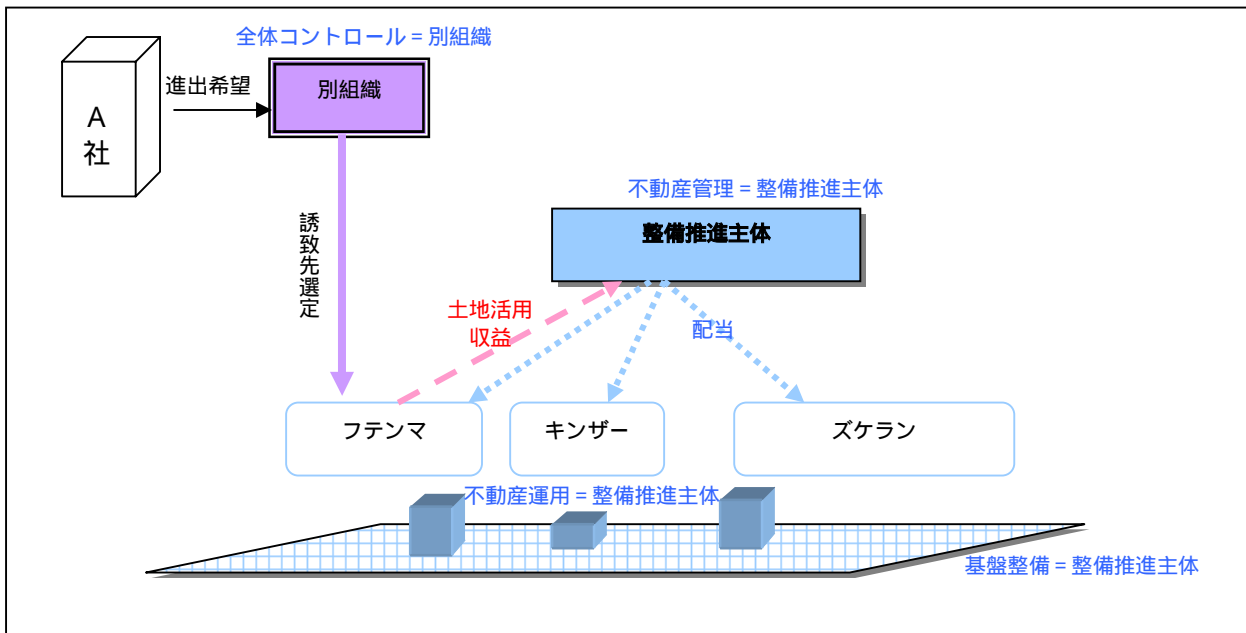 全体コントロール = 別組織
A
社
進出希望
別組織
誘致先選定
不動産管理 = 整備推進主体
整備推進主体
土地活用
収益
配当
フテンマ
キンザー
ズケラン
不動産運用 = 整備推進主体
基盤整備 = 整備推進主体